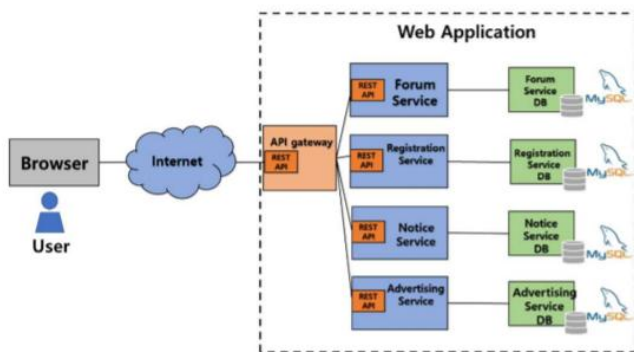 Web Application
Browser
User
Internet
API gateway
REST
API
REST
API
Forum
Service
Forum
Service
DB
MySQL
REST
API
Registration
Service
Registration
Service
DB
MySQL
REST
API
Notice
Service
Notice
Service
DB
MySQL
REST
API
Advertising
Service
Advertising
Service
DB
MySQL